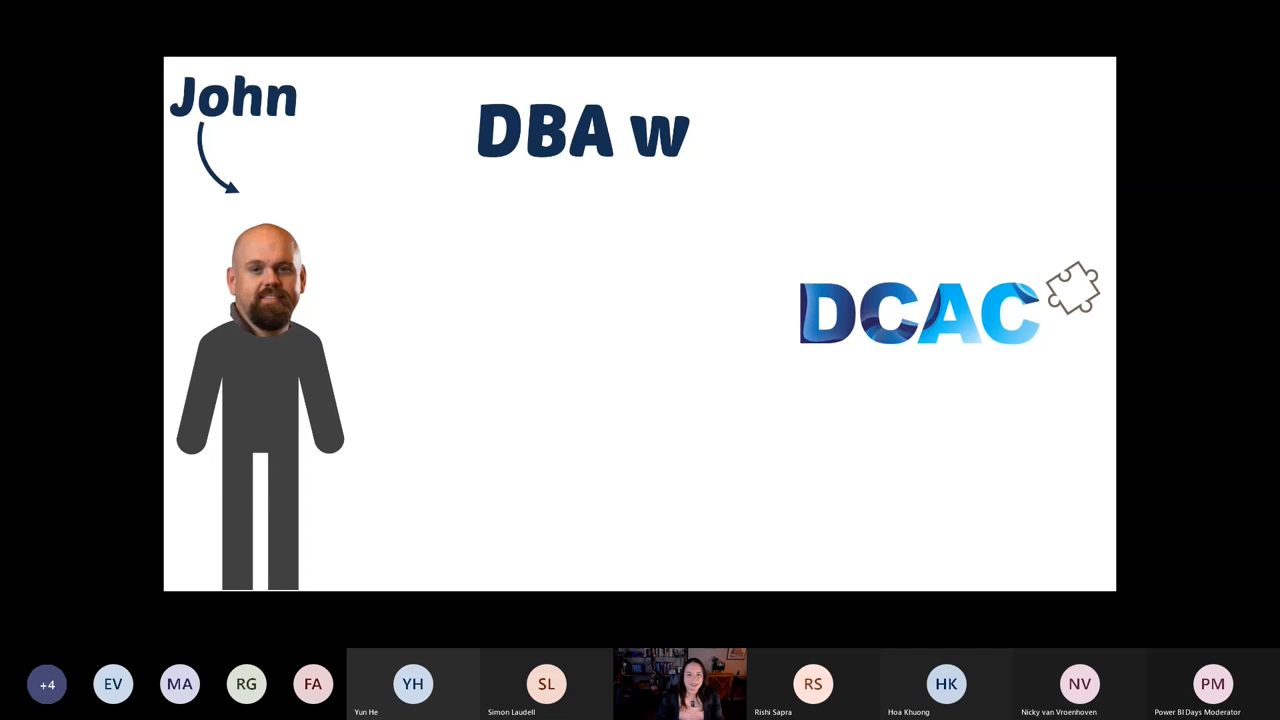 John
DBA w
DCAC
+4
EV
MA
RG
FA
YH
SL
RS
HK
NV
PM
Yun He
Simon Laudell
Rishi Sapra
Hoa Khuong
Nicky van Vroenhoven
Power BI Days Moderator